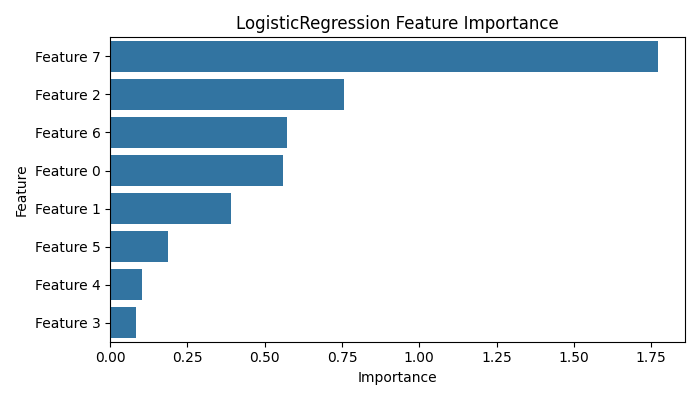 LogisticRegression Feature Importance
Feature 7
Feature 2
Feature 6
Feature 0
Feature 1
Feature 5
Feature 4
Feature 3
Feature
0.00 0.25 0.50 0.75 1.00 1.25 1.50 1.75
Importance